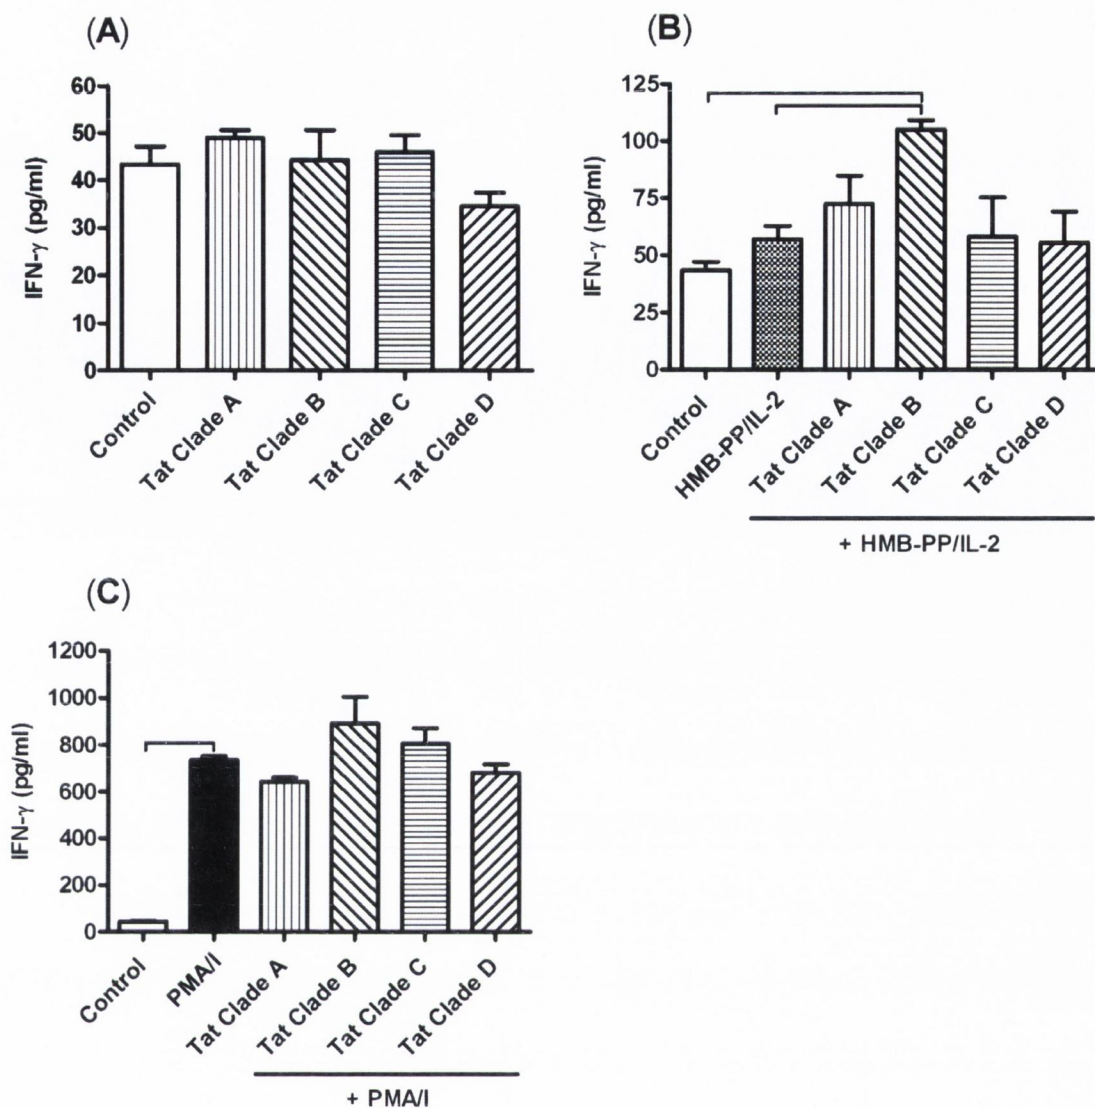 (A)
IFN-γ (pg/ml)
60
50
40
30
20
10
0
Control
Tat Clade A
Tat Clade B
Tat Clade C
Tat Clade D
(B)
IFN-γ (pg/ml)
125
100
75
50
25
0
Control
HMB-PP/IL-2
Tat Clade A
Tat Clade B
Tat Clade C
Tat Clade D
+ HMB-PP/IL-2
(C)
IFN-γ (pg/ml)
1200
1000
800
600
400
200
0
Control
PMA/I
Tat Clade A
Tat Clade B
Tat Clade C
Tat Clade D
+ PMA/I